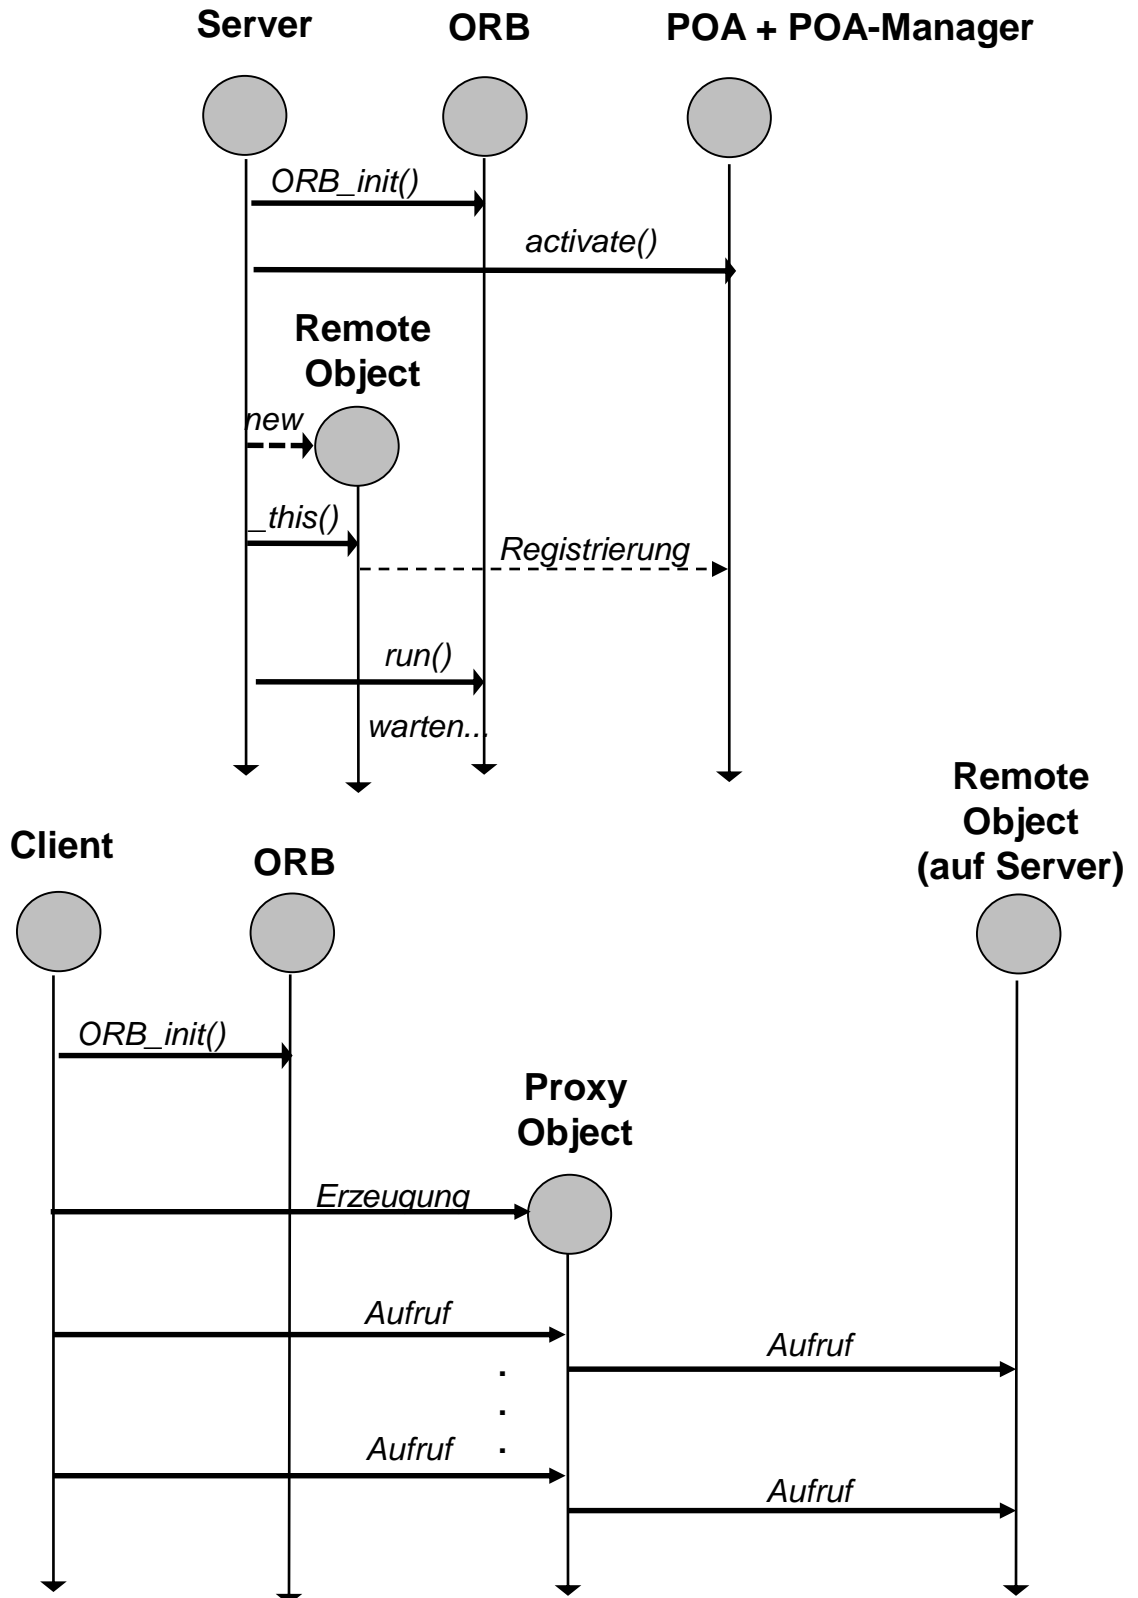 Server
ORB
POA + POA-Manager
ORB_init()
activate()
Remote
Object
new
_this()
Registrierung
run()
warten...
Remote
Object
(auf Server)
Client
ORB
ORB_init()
Proxy
Object
Erzeugung
Aufruf
Aufruf
.
.
.
Aufruf
Aufruf